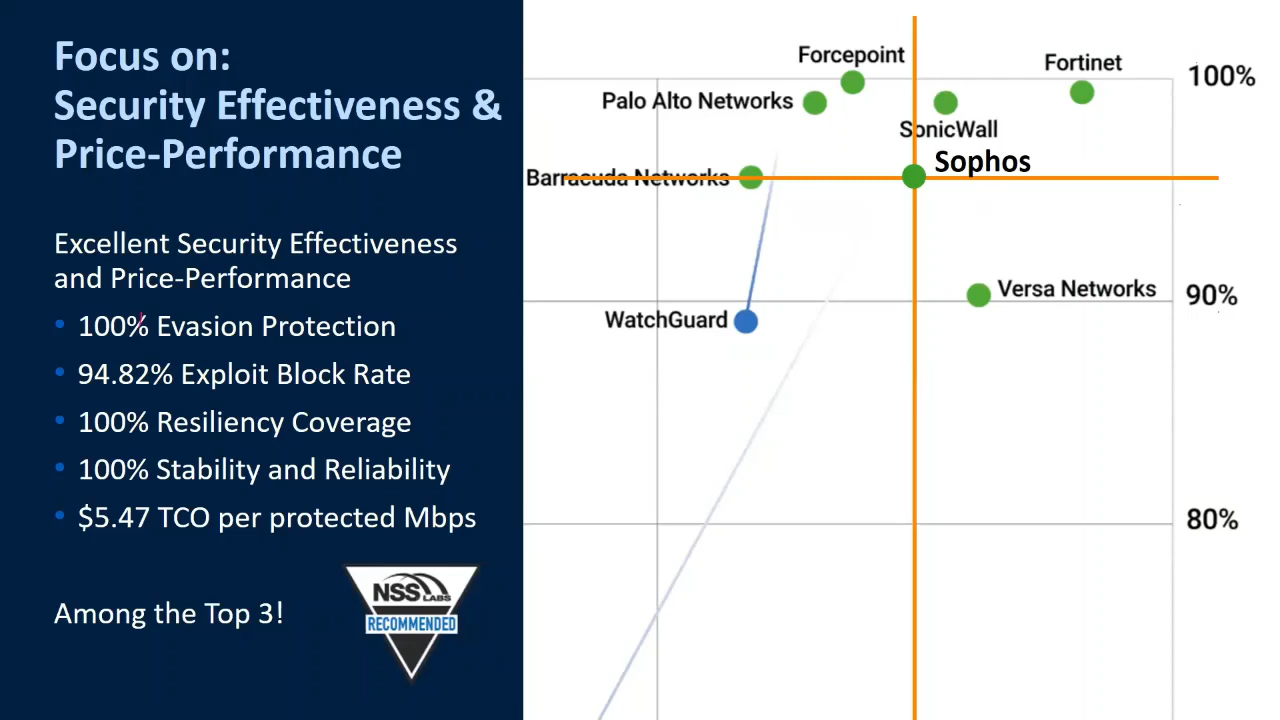 Focus on:
Security Effectiveness &
Price-Performance
Excellent Security Effectiveness
and Price-Performance
• 100% Evasion Protection
• 94.82% Exploit Block Rate
• 100% Resiliency Coverage
• 100% Stability and Reliability
• $5.47 TCO per protected Mbps
Among the Top 3!
NSS LABS
RECOMMENDED
Forcepoint
Fortinet
100%
Palo Alto Networks
SonicWall
Sophos
Barracuda Networks
Versa Networks
90%
WatchGuard
80%